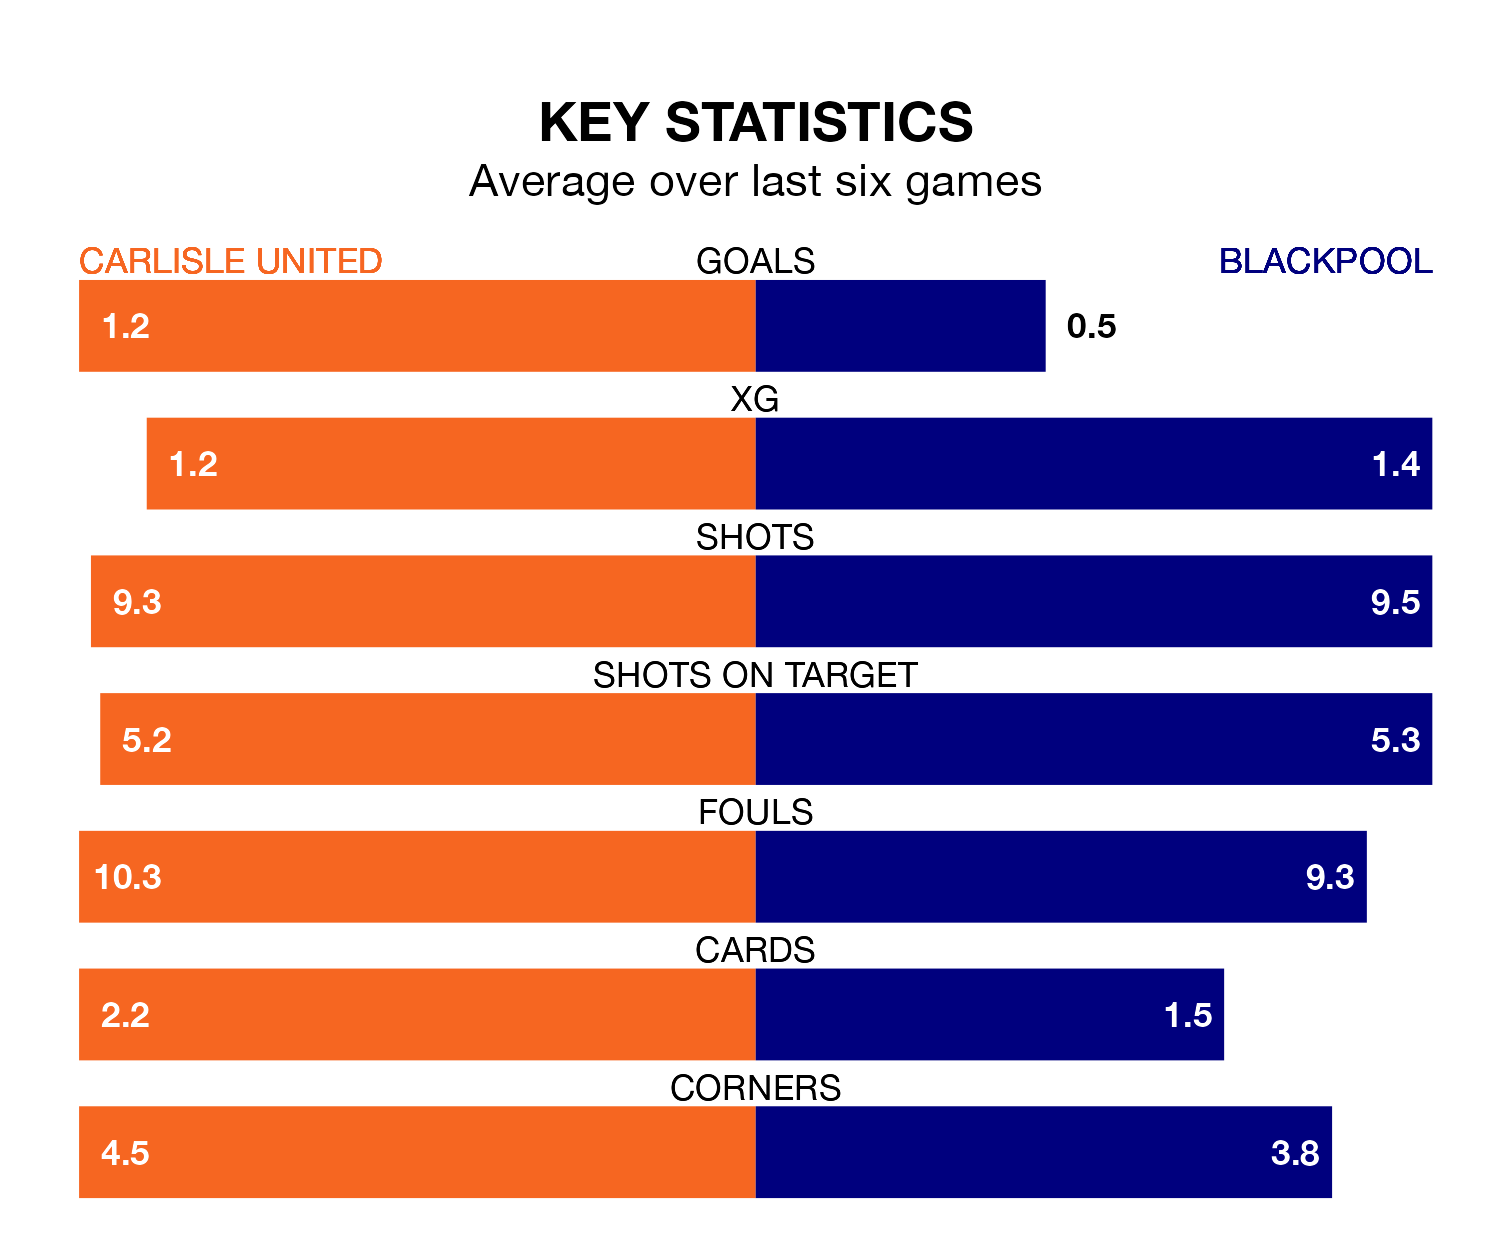 KEY STATISTICS
Average over last six games
CARLISLE UNITED GOALS BLACKPOOL
1.2 0.5
XG
1.2 1.4
SHOTS
9.3 9.5
SHOTS ON TARGET
5.2 5.3
FOULS
10.3 9.3
CARDS
2.2 1.5
CORNERS
4.5 3.8